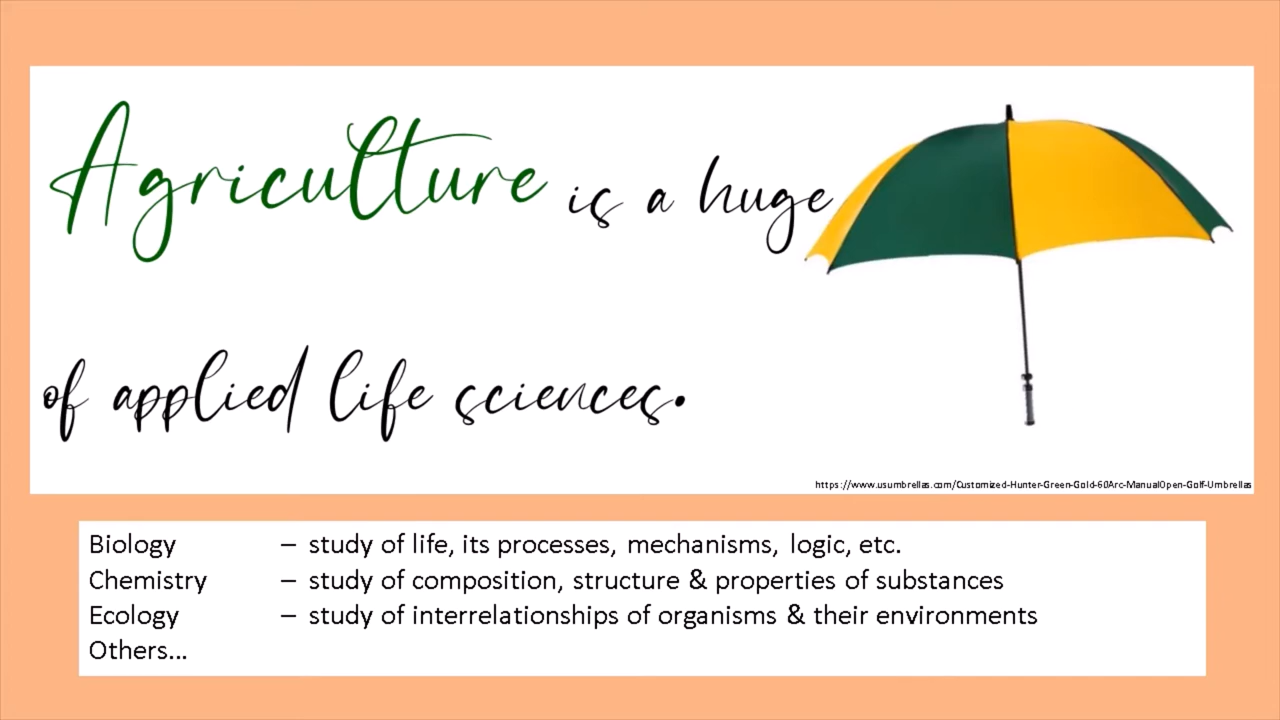 Agriculture is a huge
of applied life sciences.
https://www.usumbrellas.com/Customized-Hunter-Green-Gold-60Arc-ManualOpen-Golf-Umbrellas
Biology – study of life, its processes, mechanisms, logic, etc.
Chemistry – study of composition, structure & properties of substances
Ecology – study of interrelationships of organisms & their environments
Others...